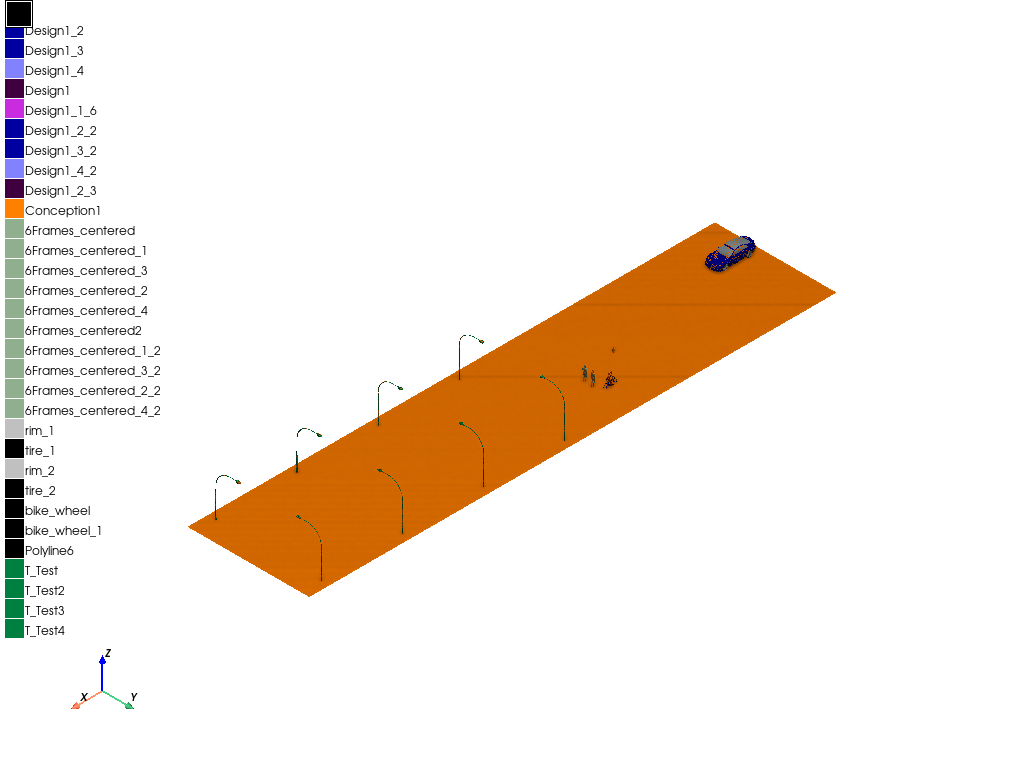 Design1_2
Design1_3
Design1_4
Design1
Design1_1_6
Design1_2_2
Design1_3_2
Design1_4_2
Design1_2_3
Conception1
6Frames_centered
6Frames_centered_1
6Frames_centered_3
6Frames_centered_2
6Frames_centered_4
6Frames_centered2
6Frames_centered_1_2
6Frames_centered_3_2
6Frames_centered_2_2
6Frames_centered_4_2
rim_1
tire_1
rim_2
tire_2
bike_wheel
bike_wheel_1
Polyline6
T_Test
T_Test2
T_Test3
T_Test4
Z
X Y